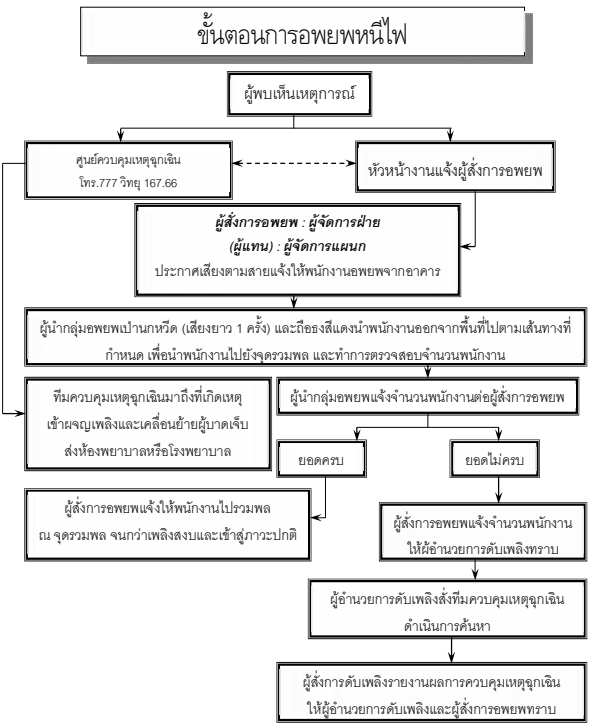 ขั้นตอนการอพยพหนีไฟ
ผู้พบเห็นเหตุการณ์
ศูนย์ควบคุมเหตุฉุกเฉิน
โทร.777 วิทยุ 167.66
หัวหน้างานแจ้งผู้สั่งการอพยพ
ผู้สั่งการอพยพ : ผู้จัดการฝ่าย
(ผู้แทน) : ผู้จัดการแผนก
ประกาศเสียงตามสายแจ้งให้พนักงานอพยพจากอาคาร
ผู้นำกลุ่มอพยพเป่านกหวีด (เสียงยาว 1 ครั้ง) และถือธงสีแดงนำพนักงานออกจากพื้นที่ไปตามเส้นทางที่
กำหนด เพื่อนำพนักงานไปยังจุดรวมพล และทำการตรวจสอบจำนวนพนักงาน
ทีมควบคุมเหตุฉุกเฉินมาถึงที่เกิดเหตุ
เข้าผจญเพลิงและเคลื่อนย้ายผู้บาดเจ็บ
ส่งห้องพยาบาลหรือโรงพยาบาล
ผู้นำกลุ่มอพยพแจ้งจำนวนพนักงานต่อผู้สั่งการอพยพ
ยอดครบ
ยอดไม่ครบ
ผู้สั่งการอพยพแจ้งให้พนักงานไปรวมพล
ณ จุดรวมพล จนกว่าเพลิงสงบและเข้าสู่ภาวะปกติ
ผู้สั่งการอพยพแจ้งจำนวนพนักงาน
ให้ผู้อำนวยการดับเพลิงทราบ
ผู้อำนวยการดับเพลิงสั่งทีมควบคุมเหตุฉุกเฉิน
ดำเนินการค้นหา
ผู้สั่งการดับเพลิงรายงานผลการควบคุมเหตุฉุกเฉิน
ให้ผู้อำนวยการดับเพลิงและผู้สั่งการอพยพทราบ